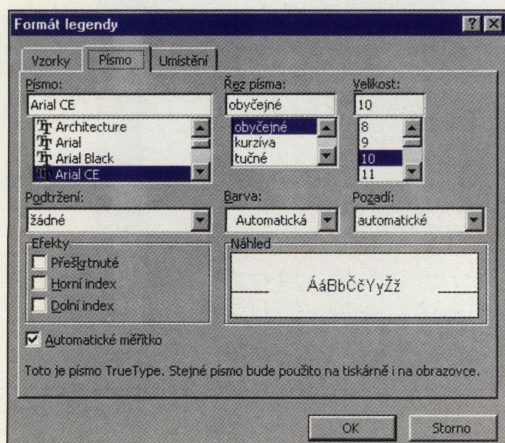 Formát legendy
Vzorky Písmo Umístění
Písmo: Řez písma: Velikost:
Arial CE obyčejné 10
Architecture obyčejné 8
Arial kurzíva 9
Arial Black tučné 10
Arial CE 11
Podtržení: Barva: Pozadí:
žádné Automatická automatické
Efekty Náhled
Přeškrtnuté
Horní index ÁáBbČčYyŽž
Dolní index
Automatické měřítko
Toto je písmo TrueType. Stejné písmo bude použito na tiskárně i na obrazovce.
OK Storno